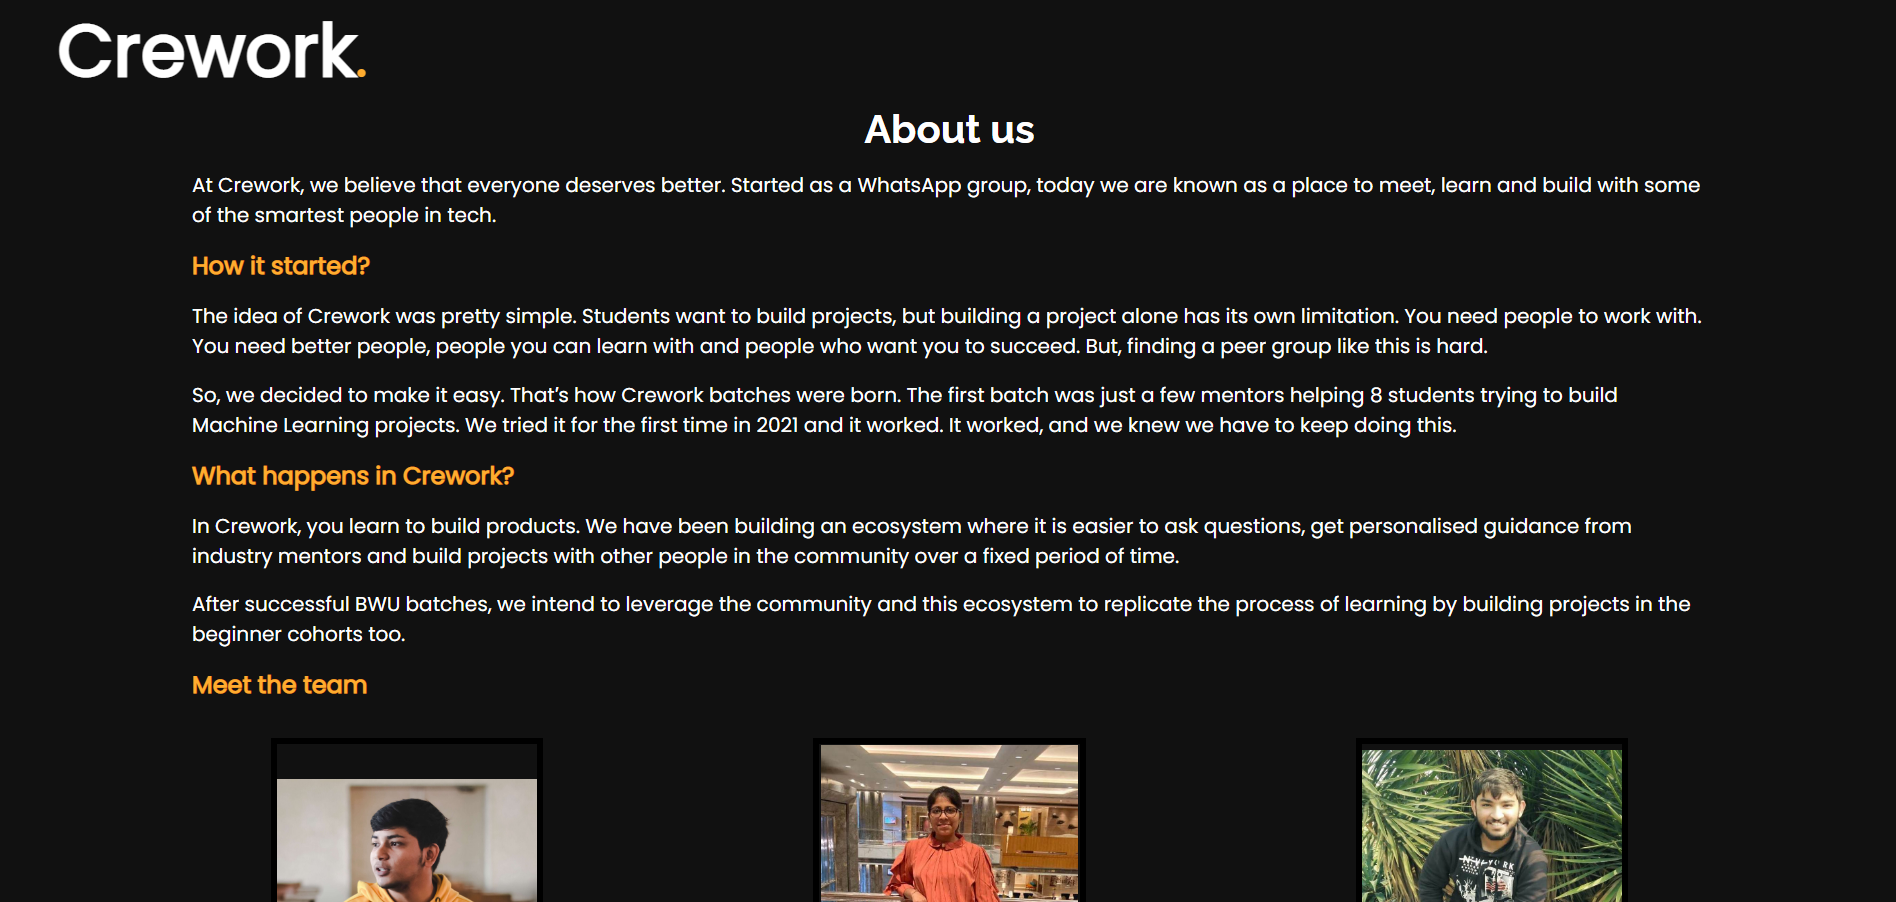 Crework.
About us
At Crework, we believe that everyone deserves better. Started as a WhatsApp group, today we are known as a place to meet, learn and build with some
of the smartest people in tech.
How it started?
The idea of Crework was pretty simple. Students want to build projects, but building a project alone has its own limitation. You need people to work with.
You need better people, people you can learn with and people who want you to succeed. But, finding a peer group like this is hard.
So, we decided to make it easy. That's how Crework batches were born. The first batch was just a few mentors helping 8 students trying to build
Machine Learning projects. We tried it for the first time in 2021 and it worked. It worked, and we knew we have to keep doing this.
What happens in Crework?
In Crework, you learn to build products. We have been building an ecosystem where it is easier to ask questions, get personalised guidance from
industry mentors and build projects with other people in the community over a fixed period of time.
After successful BWU batches, we intend to leverage the community and this ecosystem to replicate the process of learning by building projects in the
beginner cohorts too.
Meet the team